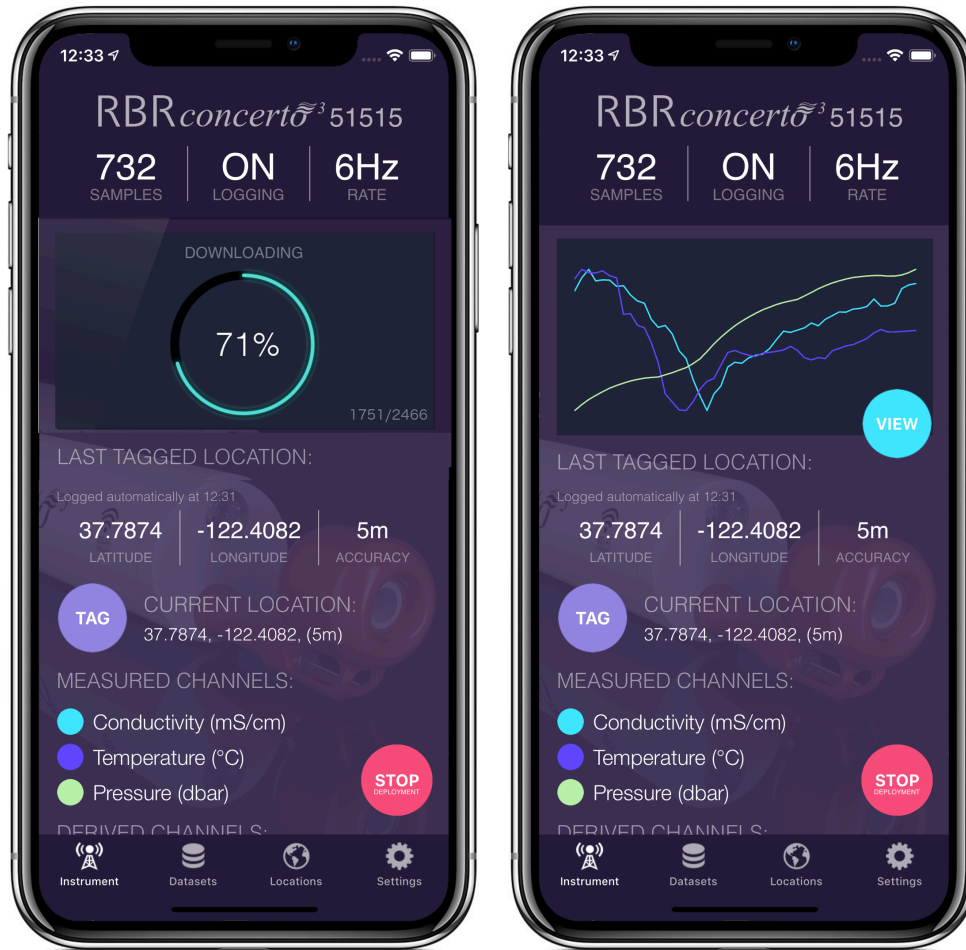 12:33
RBRconcerto³ 51515
732 ON 6Hz
SAMPLES LOGGING RATE
DOWNLOADING
71%
1751/2466
LAST TAGGED LOCATION:
Logged automatically at 12:31
37.7874 -122.4082 5m
LATITUDE LONGITUDE ACCURACY
TAG
CURRENT LOCATION:
37.7874, -122.4082, (5m)
MEASURED CHANNELS:
Conductivity (mS/cm)
Temperature (°C)
Pressure (dbar)
STOP
DEPLOYMENT
DERIVED CHANNELS:
Instrument Datasets Locations Settings
12:33
RBRconcerto³ 51515
732 ON 6Hz
SAMPLES LOGGING RATE
VIEW
LAST TAGGED LOCATION:
Logged automatically at 12:31
37.7874 -122.4082 5m
LATITUDE LONGITUDE ACCURACY
TAG
CURRENT LOCATION:
37.7874, -122.4082, (5m)
MEASURED CHANNELS:
Conductivity (mS/cm)
Temperature (°C)
Pressure (dbar)
STOP
DEPLOYMENT
DERIVED CHANNELS:
Instrument Datasets Locations Settings